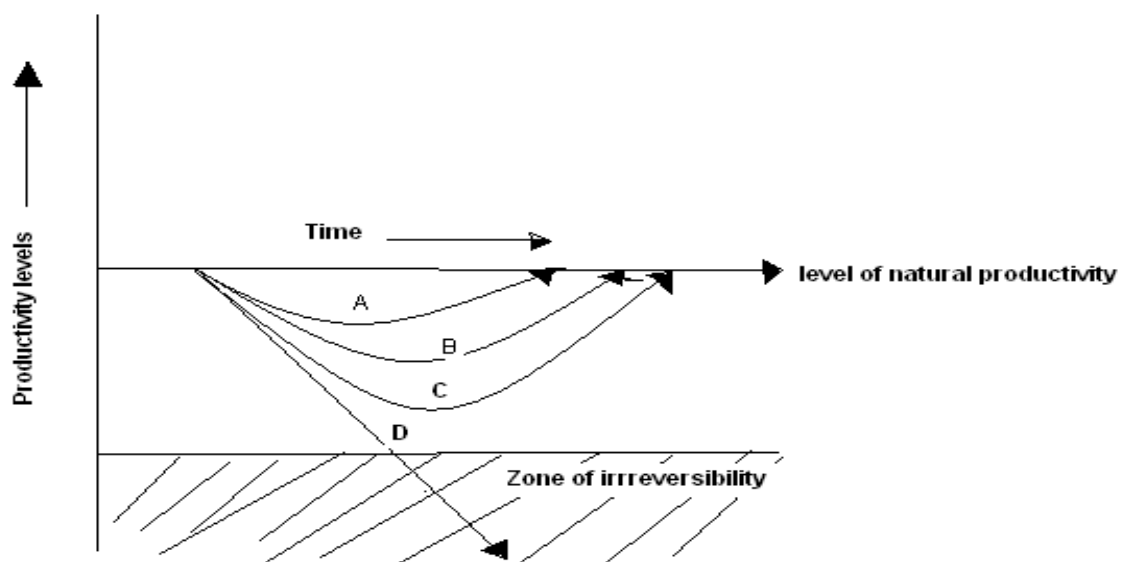 Productivity levels
Time
level of natural productivity
A
B
C
D
Zone of irrreversibility